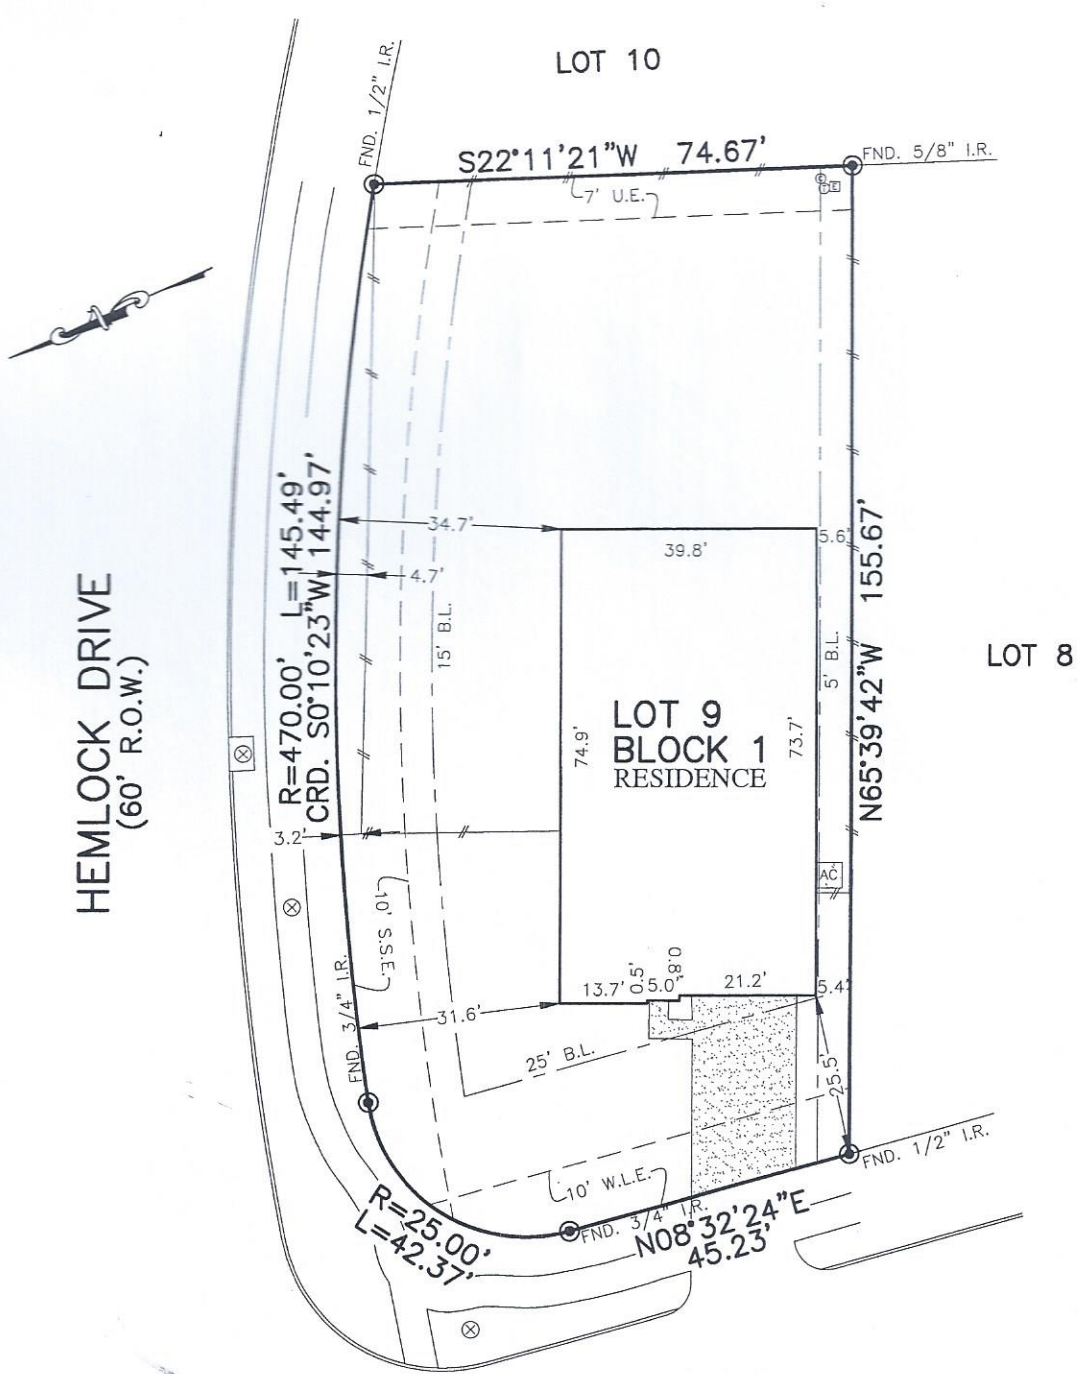 LOT 10
FND. 1/2" I.R.
S22°11'21"W 74.67'
FND. 5/8" I.R.
7' U.E.
C
T
E
N
34.7'
39.8'
5.6'
4.7'
R=470.00' L=145.49'
CRD. S0°10'23"W 144.97'
15' B.L.
5' B.L.
N65°39'42"W 155.67'
LOT 8
HEMLOCK DRIVE
(60' R.O.W.)
LOT 9
BLOCK 1
RESIDENCE
74.9'
73.7'
3.2'
AC
10' S.S.E.
13.7'
0.5'
5.0'
0.8'
21.2'
5.4'
31.6'
FND. 3/4" I.R.
25' B.L.
25.5'
10' W.L.E.
FND. 1/2" I.R.
R=25.00'
L=42.37'
FND. 3/4" I.R.
N08°32'24"E
45.23'